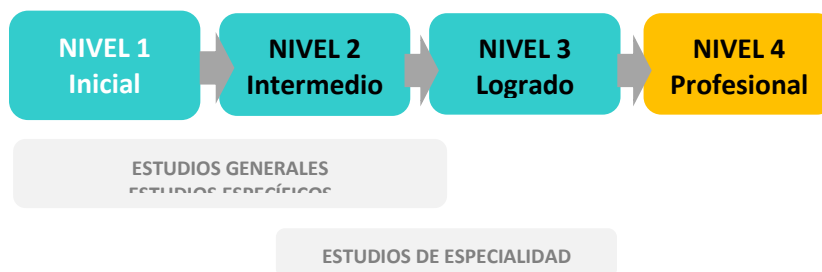 NIVEL 1
Inicial
NIVEL 2
Intermedio
NIVEL 3
Logrado
NIVEL 4
Profesional
ESTUDIOS GENERALES
ESTUDIOS ESPECÍFICOS
ESTUDIOS DE ESPECIALIDAD